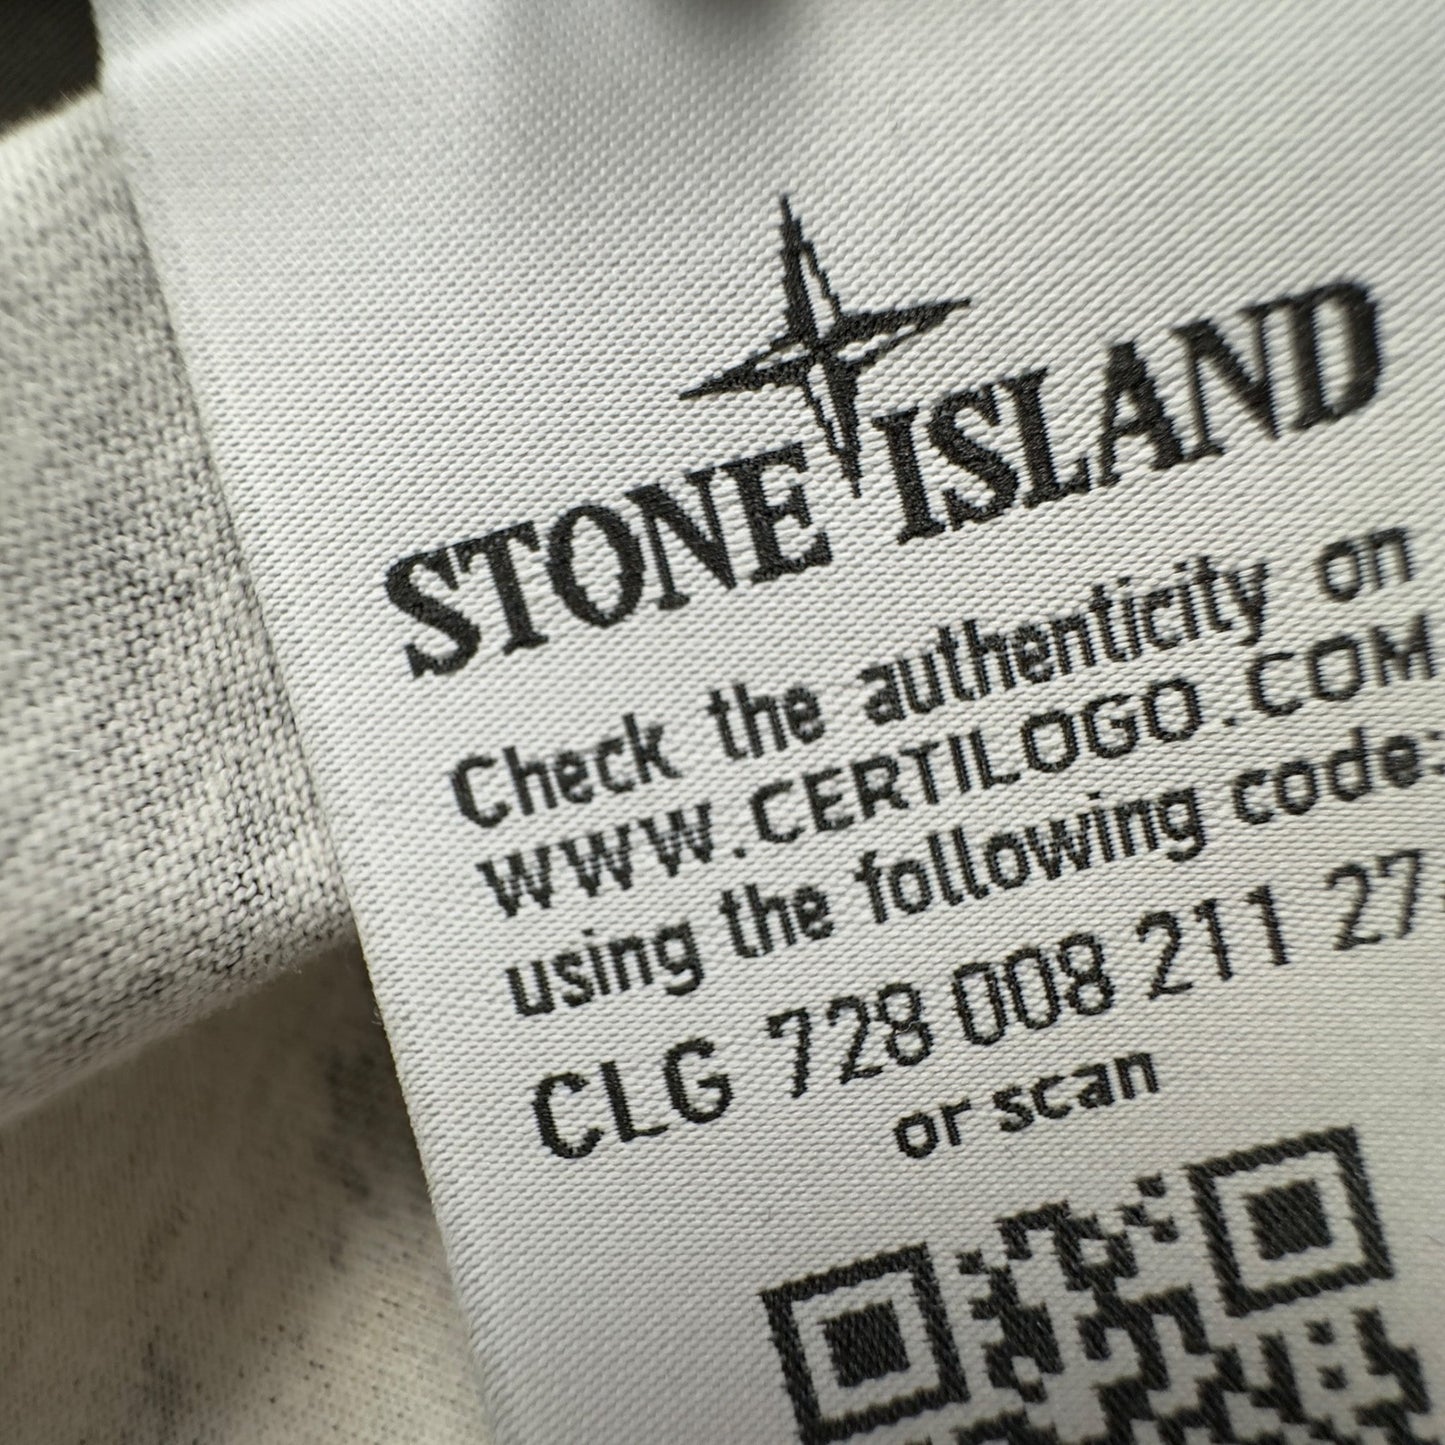 STONE ISLAND
Check the authenticity on
WWW.CERTILOGO.COM
using the following code:
CLG 728 008 211 27
or scan